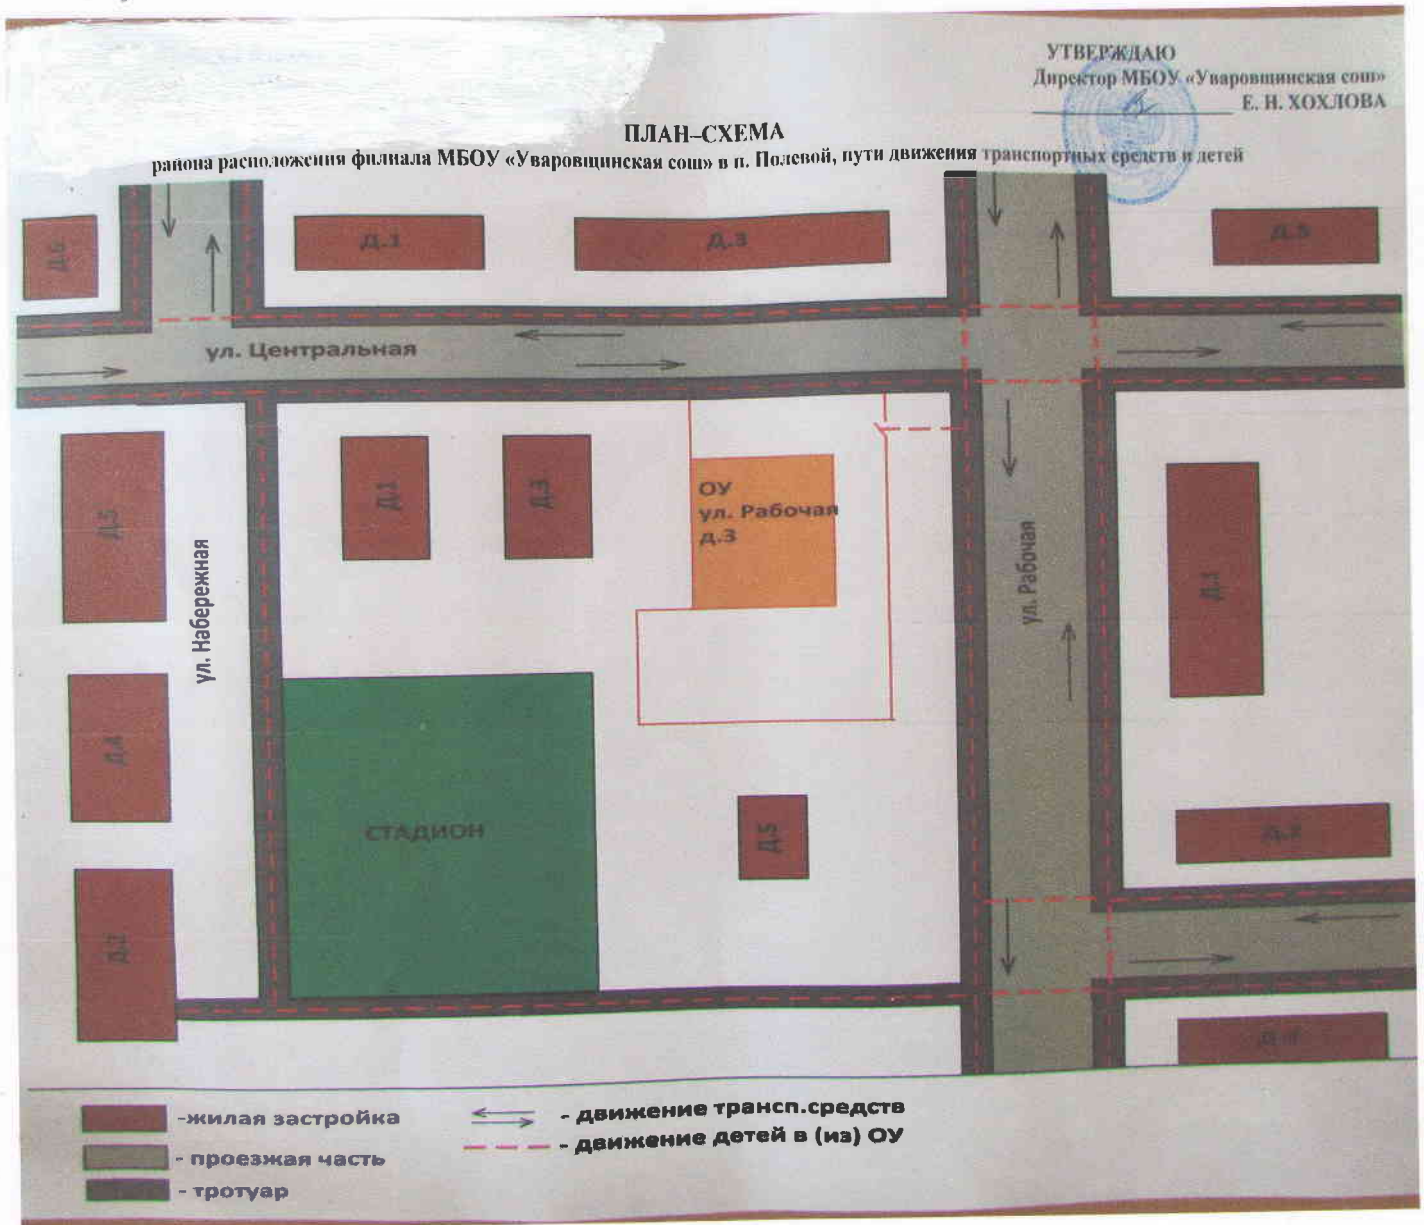 УТВЕРЖДАЮ
Директор МБОУ «Уваровщинская сош»
Е. Н. ХОХЛОВА
ПЛАН–СХЕМА
района расположения филиала МБОУ «Уваровщинская сош» в п. Полевой, пути движения транспортных средств и детей
Д.6
Д.1
Д.3
Д.5
ул. Центральная
Д.5
Д.1
Д.3
ОУ
ул. Рабочая
д.3
ул. Набережная
ул. Рабочая
Д.1
Д.4
СТАДИОН
Д.5
Д.2
-жилая застройка
- проезжая часть
- тротуар
- движение трансп.средств
- движение детей в (из) ОУ